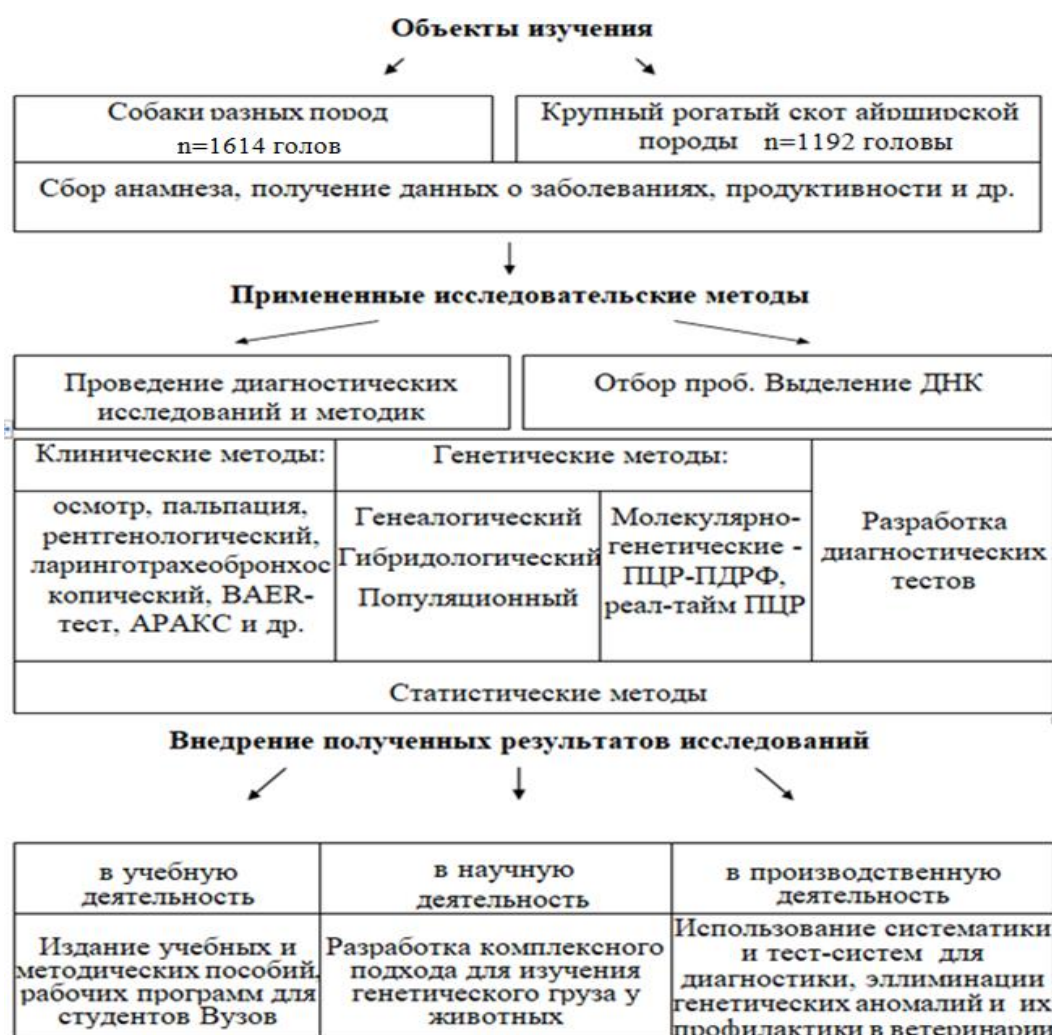 Объекты изучения
Собаки разных пород
n=1614 голов
Крупный рогатый скот айрширской
породы n=1192 головы
Сбор анамнеза, получение данных о заболеваниях, продуктивности и др.
Примененные исследовательские методы
Проведение диагностических
исследований и методик
Отбор проб. Выделение ДНК
Клинические методы:
осмотр, пальпация,
рентгенологический,
ларинготрахеобронхос
копический, BAER-
тест, АРАКС и др.
Генетические методы:
Генеалогический
Гибридологический
Популяционный
Молекулярно-
генетические -
ПЦР-ПДРФ,
реал-тайм ПЦР
Разработка
диагностических
тестов
Статистические методы
Внедрение полученных результатов исследований
в учебную
деятельность
в научную
деятельность
в производственную
деятельность
Издание учебных и
методических пособий,
рабочих программ для
студентов Вузов
Разработка комплексного
подхода для изучения
генетического груза у
животных
Использование систематики
и тест-систем для
диагностики, эллиминации
генетических аномалий и их
профилактики в ветеринарии